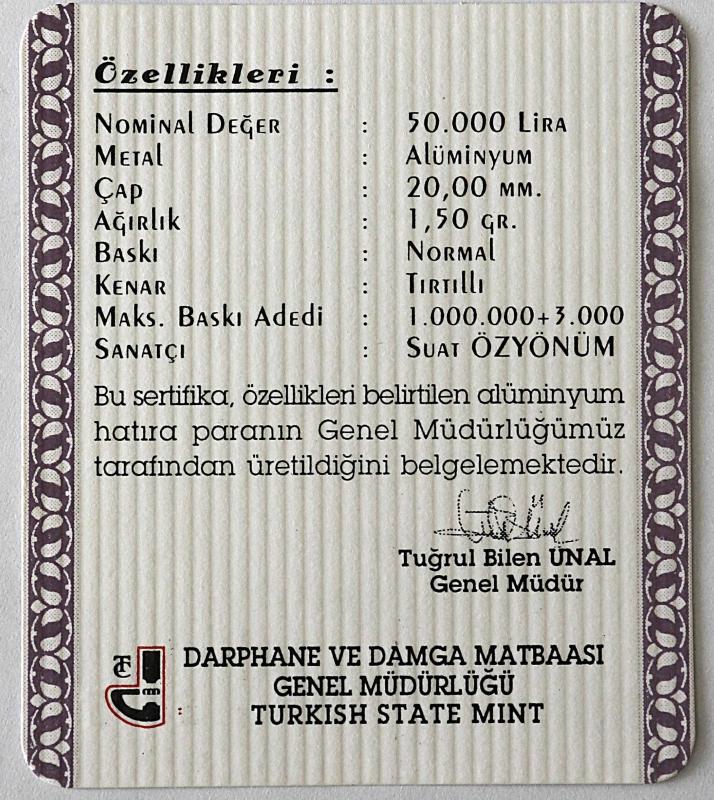 Özellikleri :
Nominal Değer : 50.000 Lira
Metal : Alüminyum
Çap : 20,00 mm.
Ağırlık : 1,50 gr.
Baskı : Normal
Kenar : Tırtıllı
Maks. Baskı Adedi : 1.000.000+3.000
Sanatçı : Suat ÖZYÖNÜM
Bu sertifika, özellikleri belirtilen alüminyum
hatıra paranın Genel Müdürlüğümüz
tarafından üretildiğini belgelemektedir.
Tuğrul Bilen ÜNAL
Genel Müdür
TC
DARPHANE VE DAMGA MATBAASI
GENEL MÜDÜRLÜĞÜ
TURKISH STATE MINT